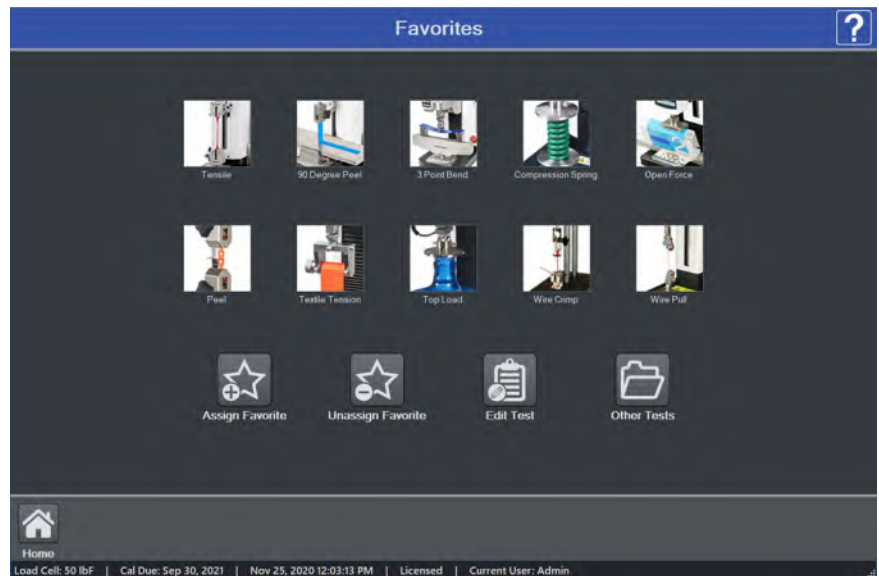 Favorites
?
Tensile
90 Degree Peel
3 Point Bend
Compression Spring
Open Force
Peel
Textile Tension
Top Load
Wire Crimp
Wire Pull
Assign Favorite
Unassign Favorite
Edit Test
Other Tests
Home
Load Cell: 50 lbF | Cal Due: Sep 30, 2021 | Nov 25, 2020 12:03:13 PM | Licensed | Current User: Admin